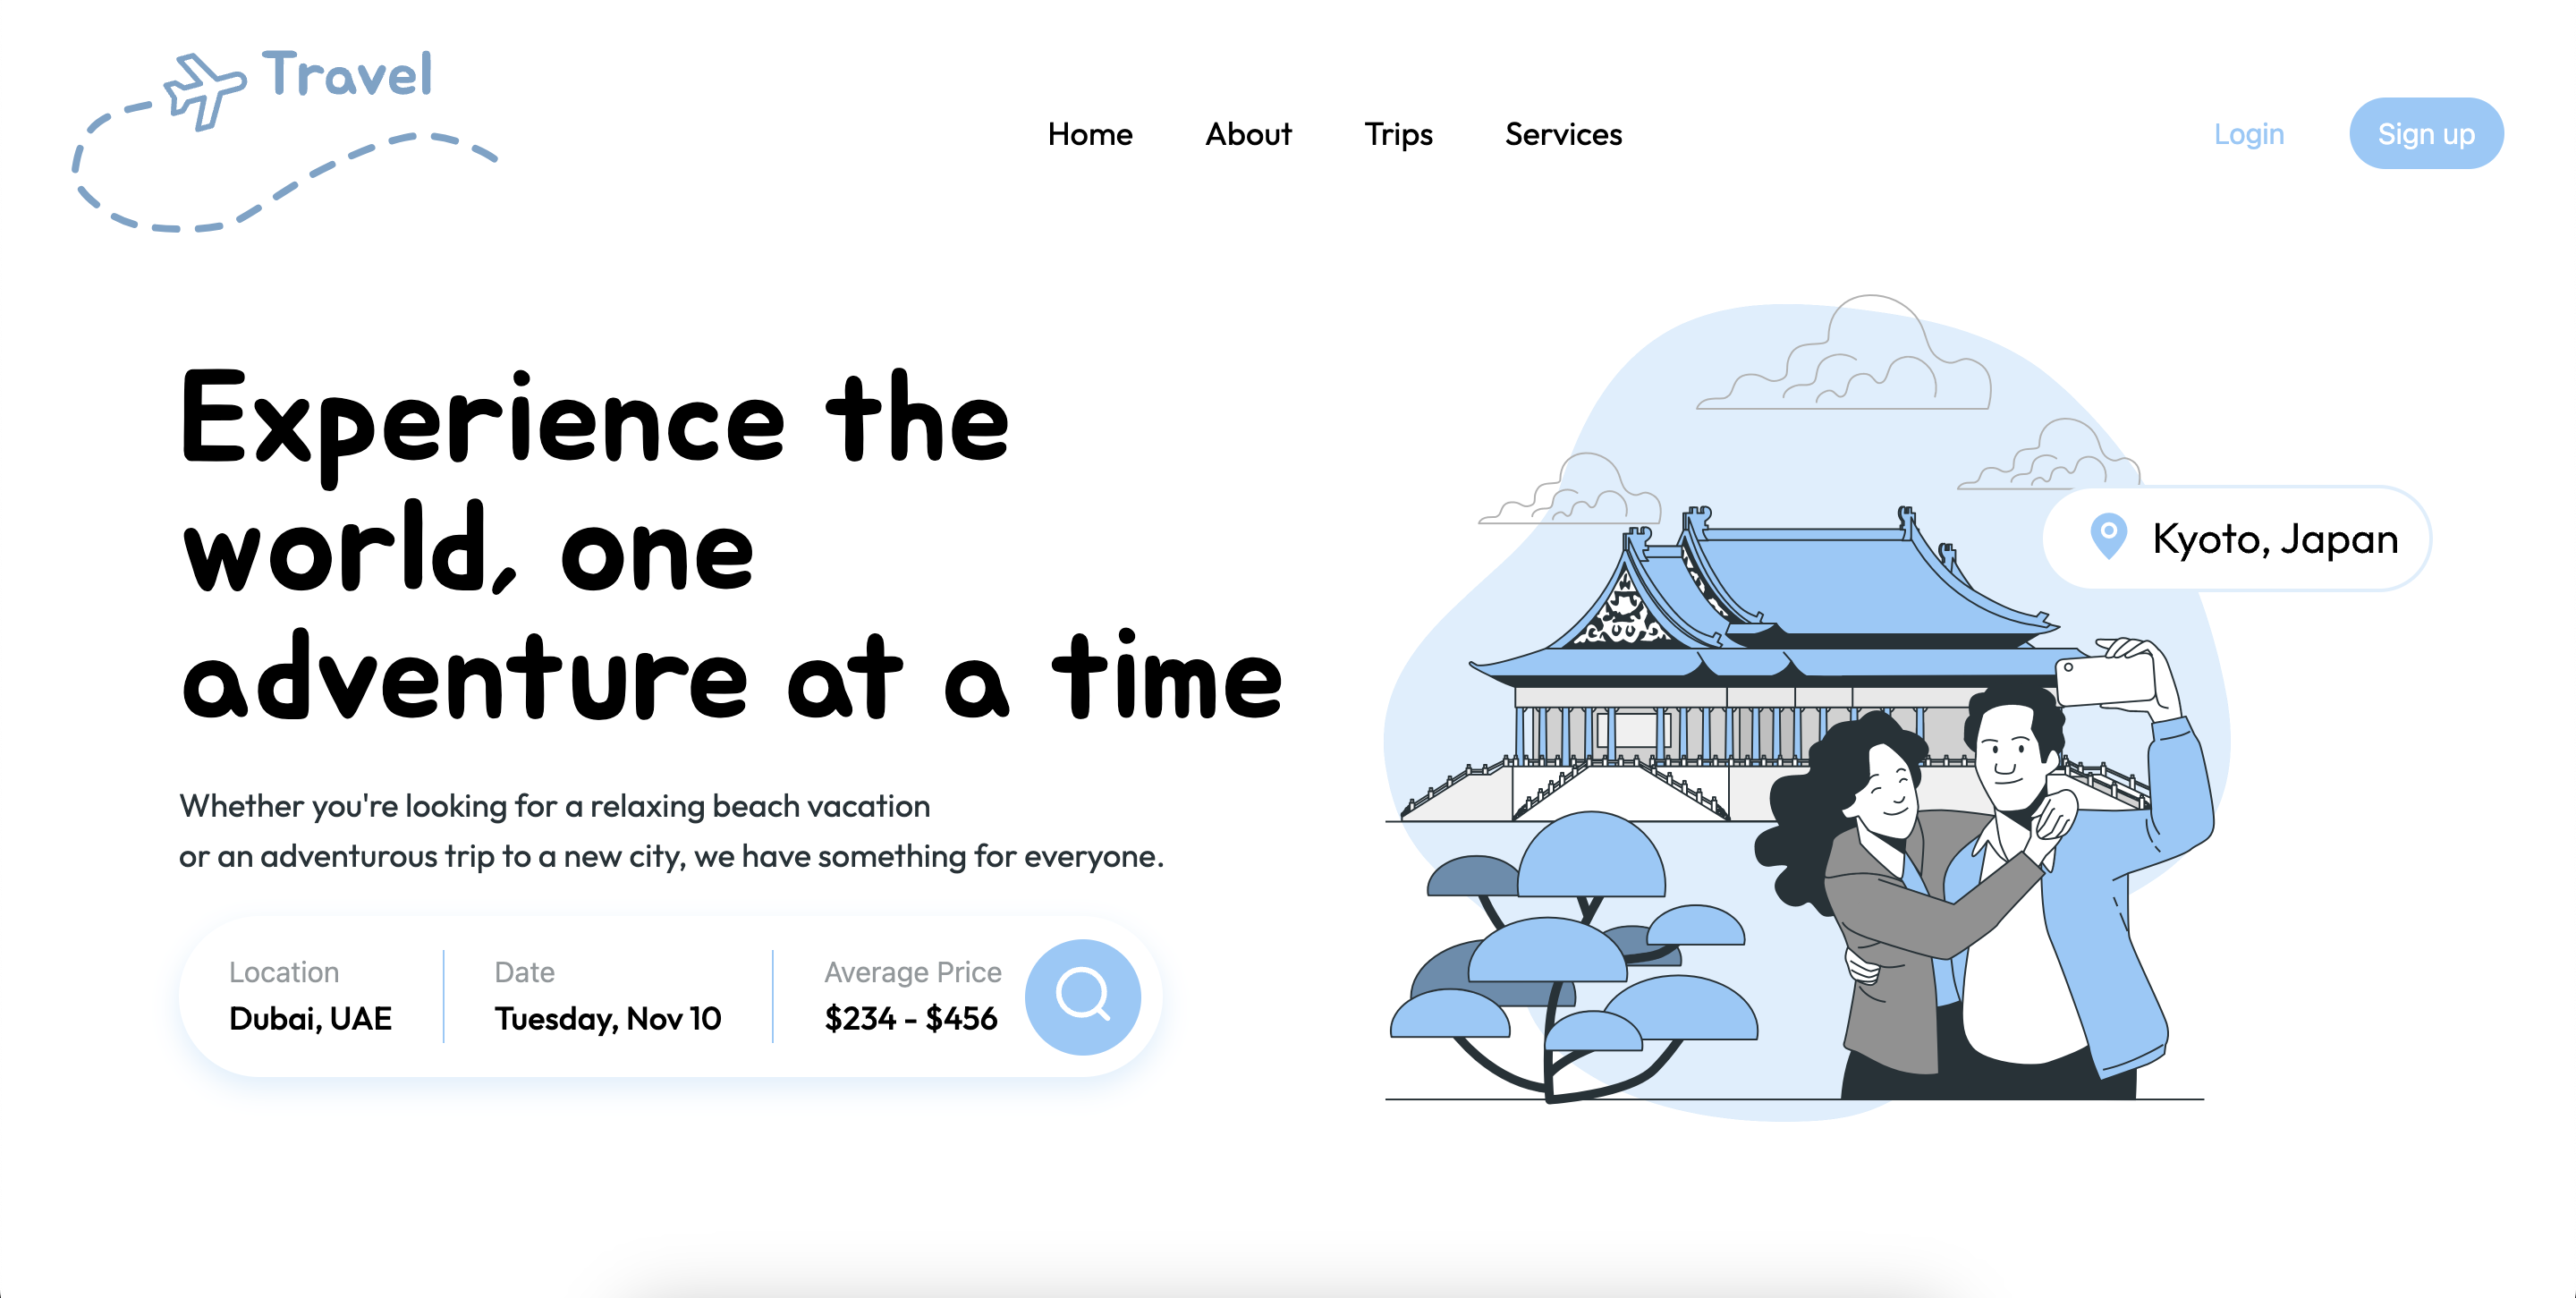 Travel
Home About Trips Services
Login Sign up
Experience the
world, one
adventure at a time
Kyoto, Japan
Whether you're looking for a relaxing beach vacation
or an adventurous trip to a new city, we have something for everyone.
Location Date Average Price
Dubai, UAE Tuesday, Nov 10 $234 - $456